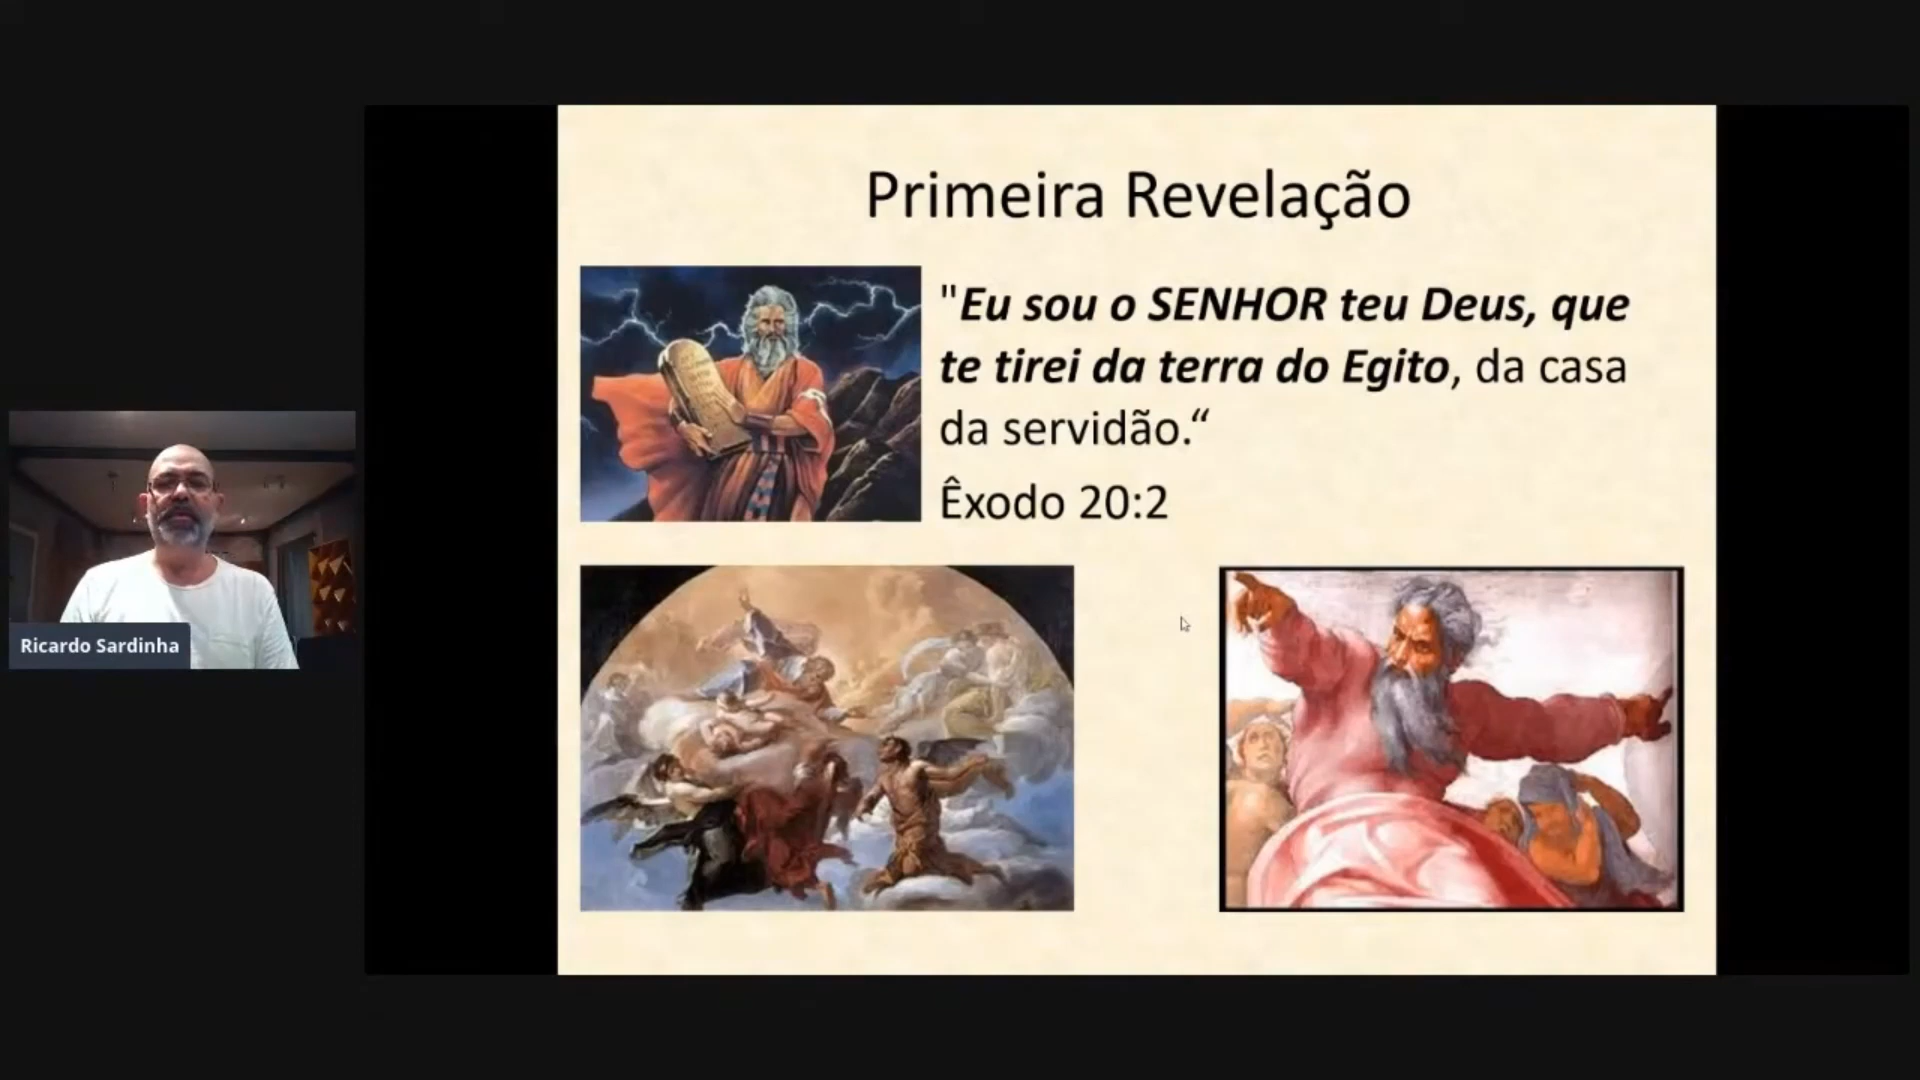 Primeira Revelação
"Eu sou o SENHOR teu Deus, que
te tirei da terra do Egito, da casa
da servidão.“
Êxodo 20:2
Ricardo Sardinha